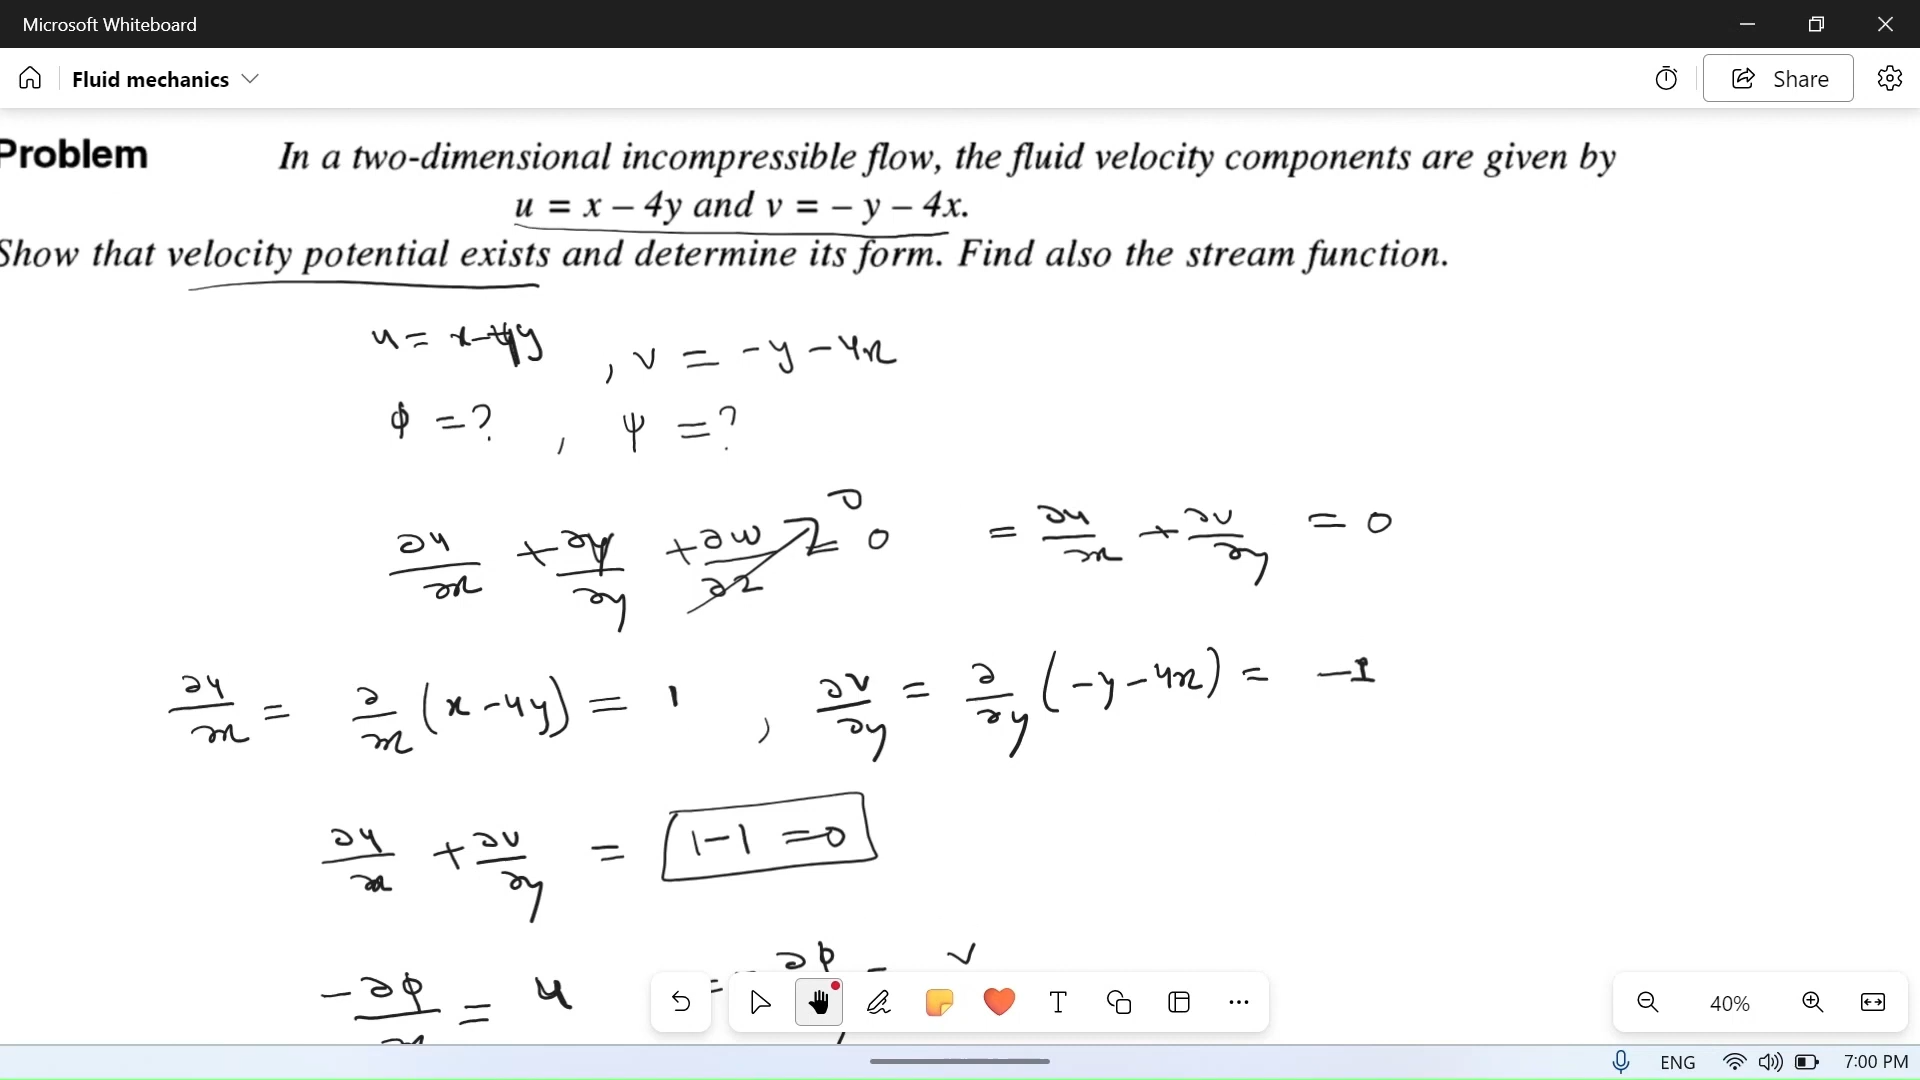 Microsoft Whiteboard
Fluid mechanics
Share
Problem In a two-dimensional incompressible flow, the fluid velocity components are given by
u = x – 4y and v = – y – 4x.
Show that velocity potential exists and determine its form. Find also the stream function.
u = x-4y , v = -y-4x
ϕ = ? , ψ = ?
∂u/∂x + ∂v/∂y + ∂w/∂z 0 = 0 = ∂u/∂x + ∂v/∂y = 0
∂u/∂x = ∂/∂x (x-4y) = 1 , ∂v/∂y = ∂/∂y (-y-4x) = -1
∂u/∂x + ∂v/∂y = 1-1 = 0
-∂ϕ/∂x = u = - ∂ϕ = v
T
40%
ENG 7:00 PM